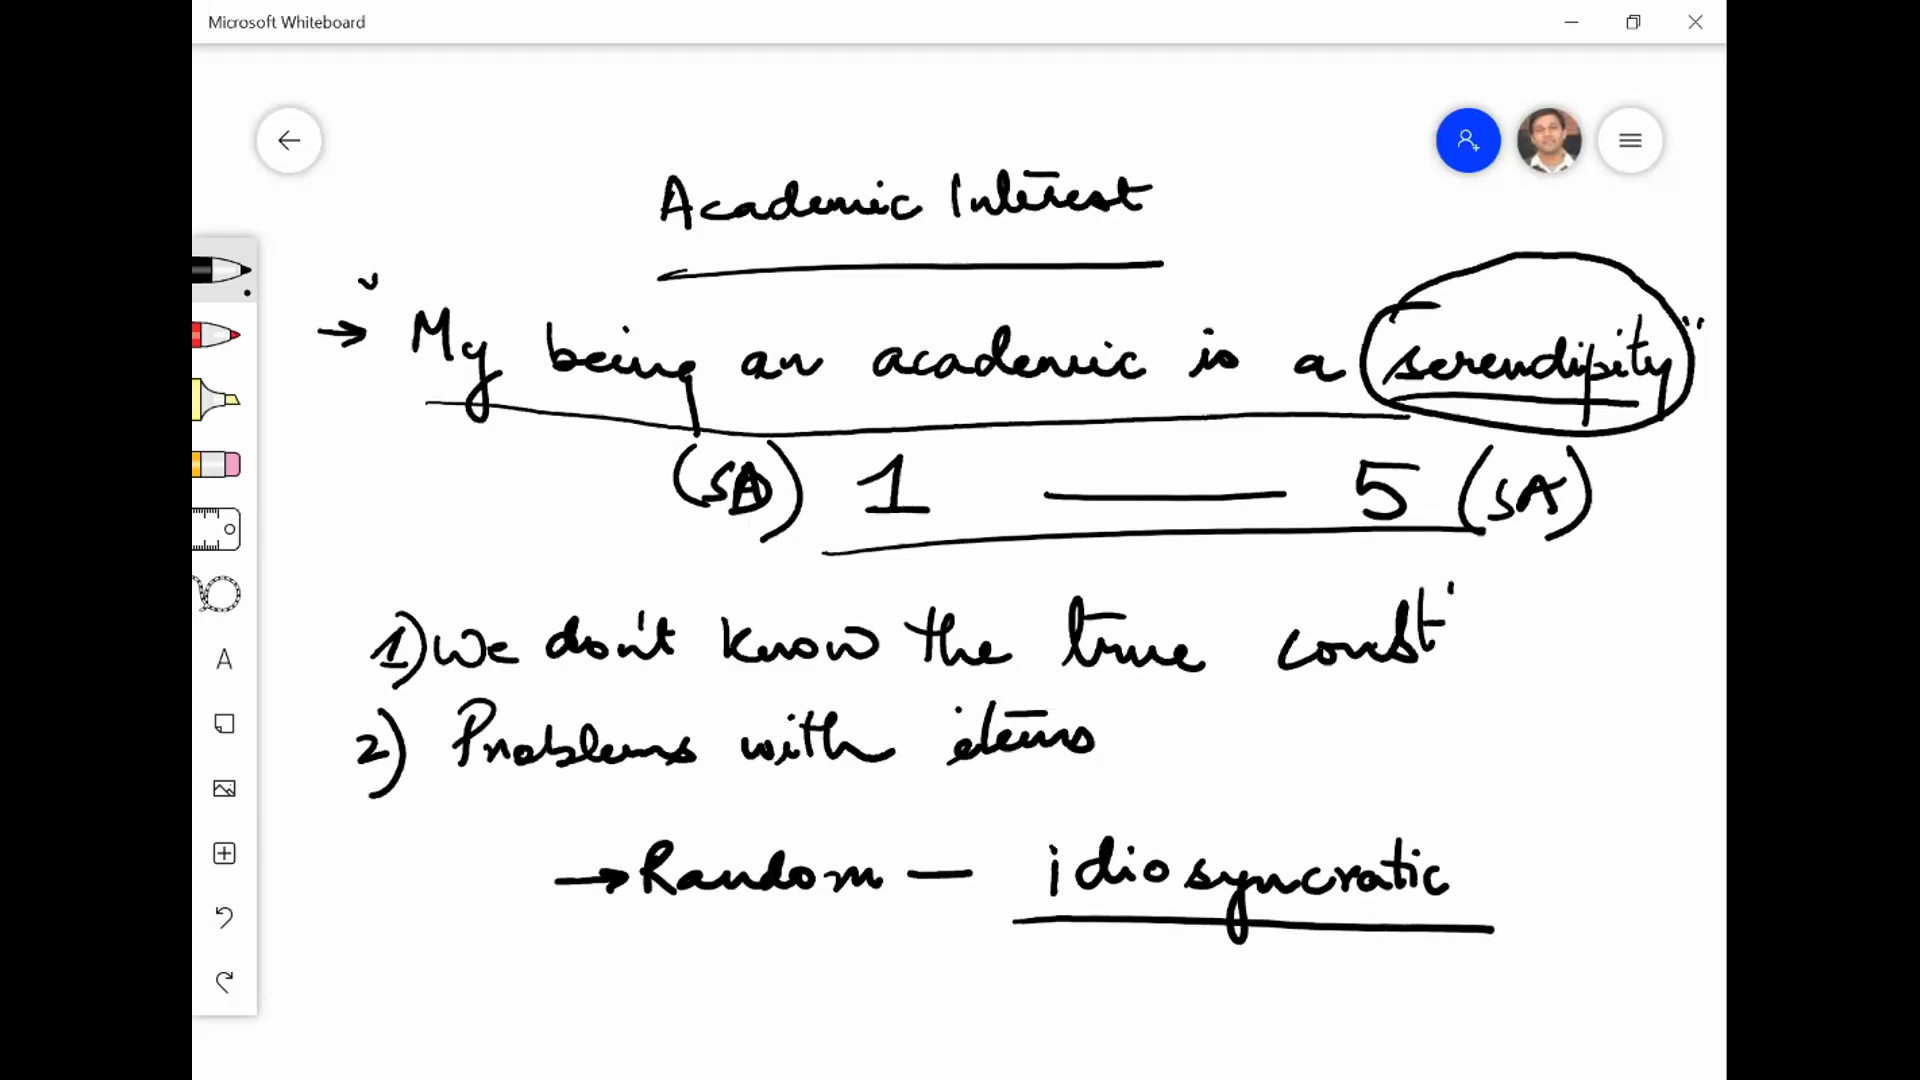 Microsoft Whiteboard
Academic Interest
→ "My being an academic is a serendipity"
(SD) 1 — 5 (SA)
1) We don't know the true const'
2) Problems with items
→ Random — idiosyncratic
A